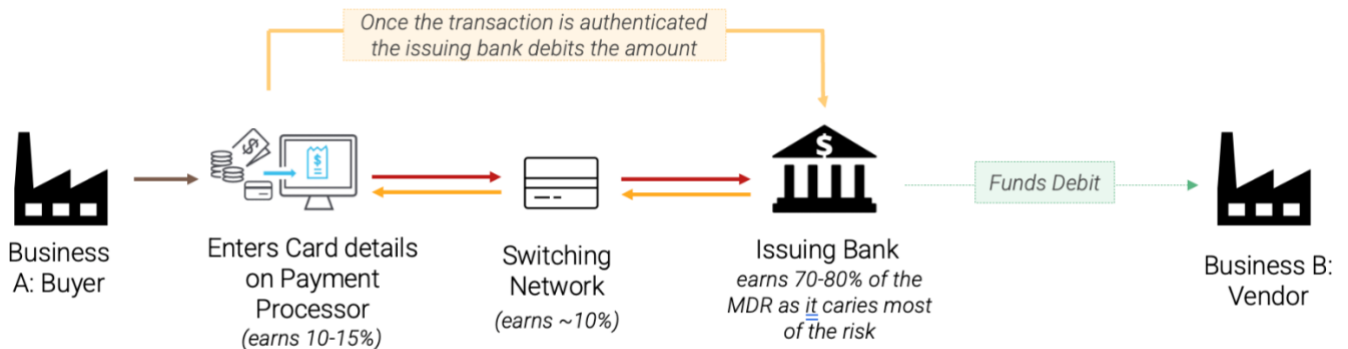 Once the transaction is authenticated
the issuing bank debits the amount
$
$
$
Funds Debit
Business
A: Buyer
Enters Card details
on Payment
Processor
(earns 10-15%)
Switching
Network
(earns ~10%)
Issuing Bank
earns 70-80% of the
MDR as it caries most
of the risk
Business B:
Vendor